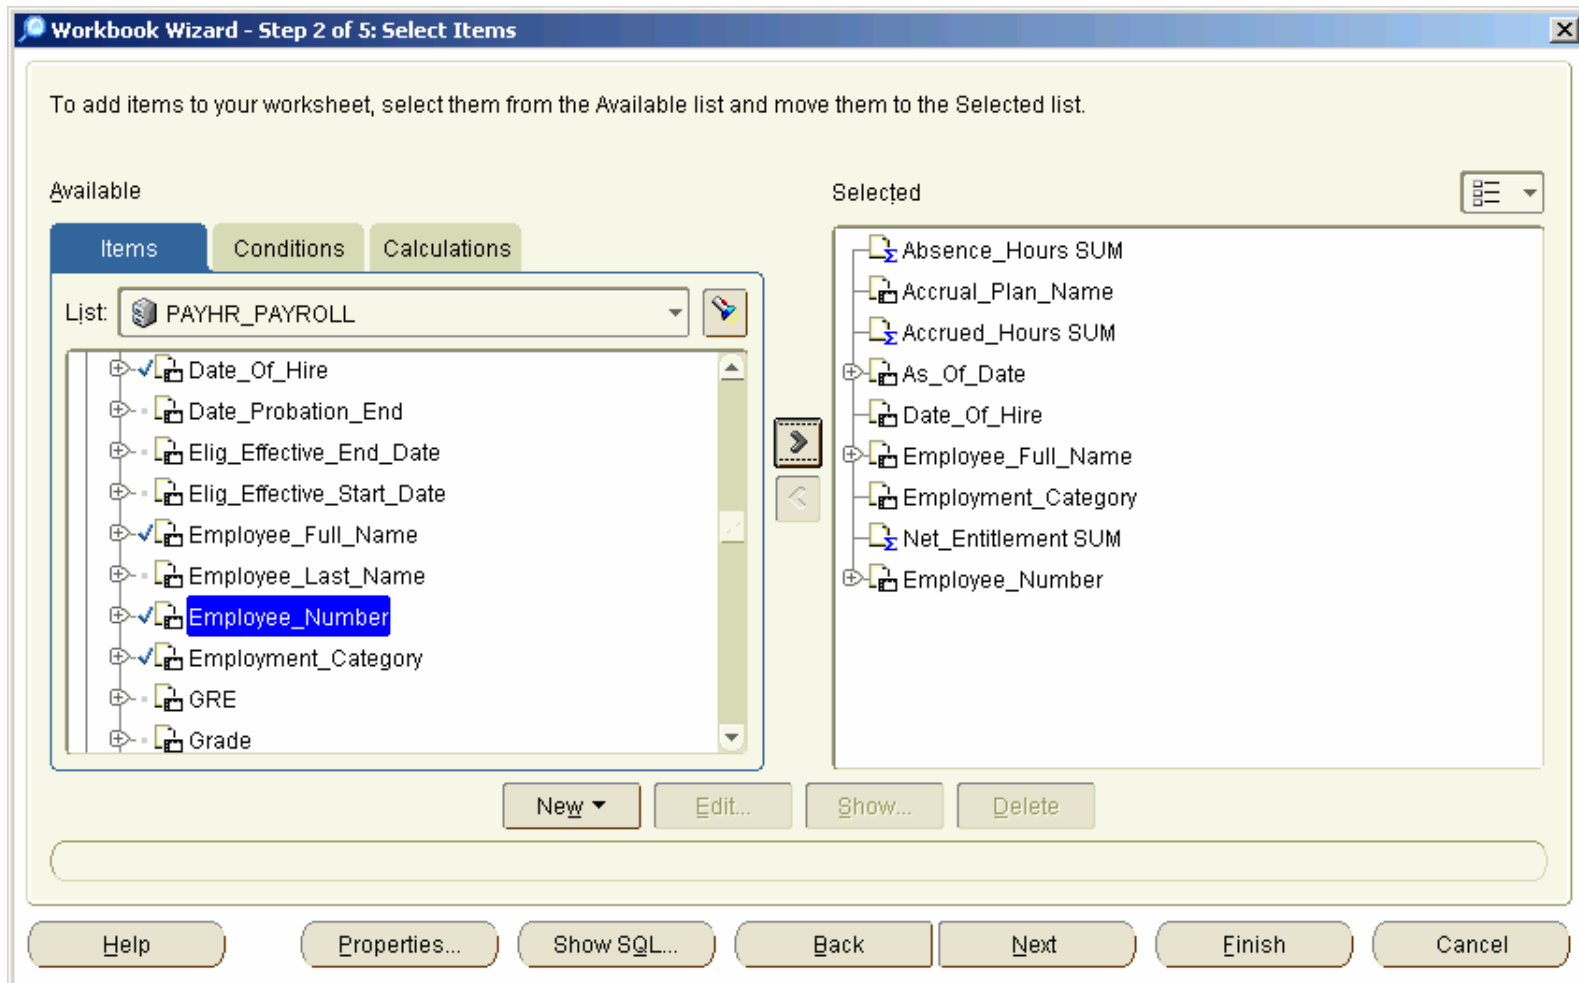 Workbook Wizard - Step 2 of 5: Select Items
To add items to your worksheet, select them from the Available list and move them to the Selected list.
Available
Items
Conditions
Calculations
List:
PAYHR_PAYROLL
Date_Of_Hire
Date_Probation_End
Elig_Effective_End_Date
Elig_Effective_Start_Date
Employee_Full_Name
Employee_Last_Name
Employee_Number
Employment_Category
GRE
Grade
Selected
Absence_Hours SUM
Accrual_Plan_Name
Accrued_Hours SUM
As_Of_Date
Date_Of_Hire
Employee_Full_Name
Employment_Category
Net_Entitlement SUM
Employee_Number
New
Edit...
Show...
Delete
Help
Properties...
Show SQL...
Back
Next
Finish
Cancel